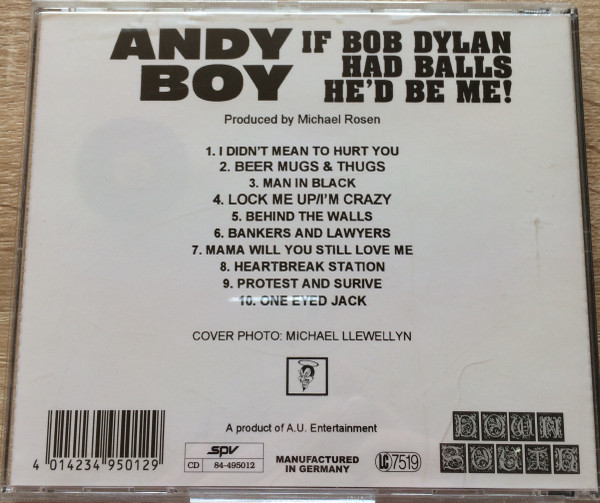 ANDY BOY
IF BOB DYLAN
HAD BALLS
HE'D BE ME!
Produced by Michael Rosen
1. I DIDN'T MEAN TO HURT YOU
2. BEER MUGS & THUGS
3. MAN IN BLACK
4. LOCK ME UP/I'M CRAZY
5. BEHIND THE WALLS
6. BANKERS AND LAWYERS
7. MAMA WILL YOU STILL LOVE ME
8. HEARTBREAK STATION
9. PROTEST AND SURIVE
10. ONE EYED JACK
COVER PHOTO: MICHAEL LLEWELLYN
A product of A.U. Entertainment
4 014234 950129
SPV
CD 84-495012
MANUFACTURED
IN GERMANY
LC 7519
DOWN
SOUTH